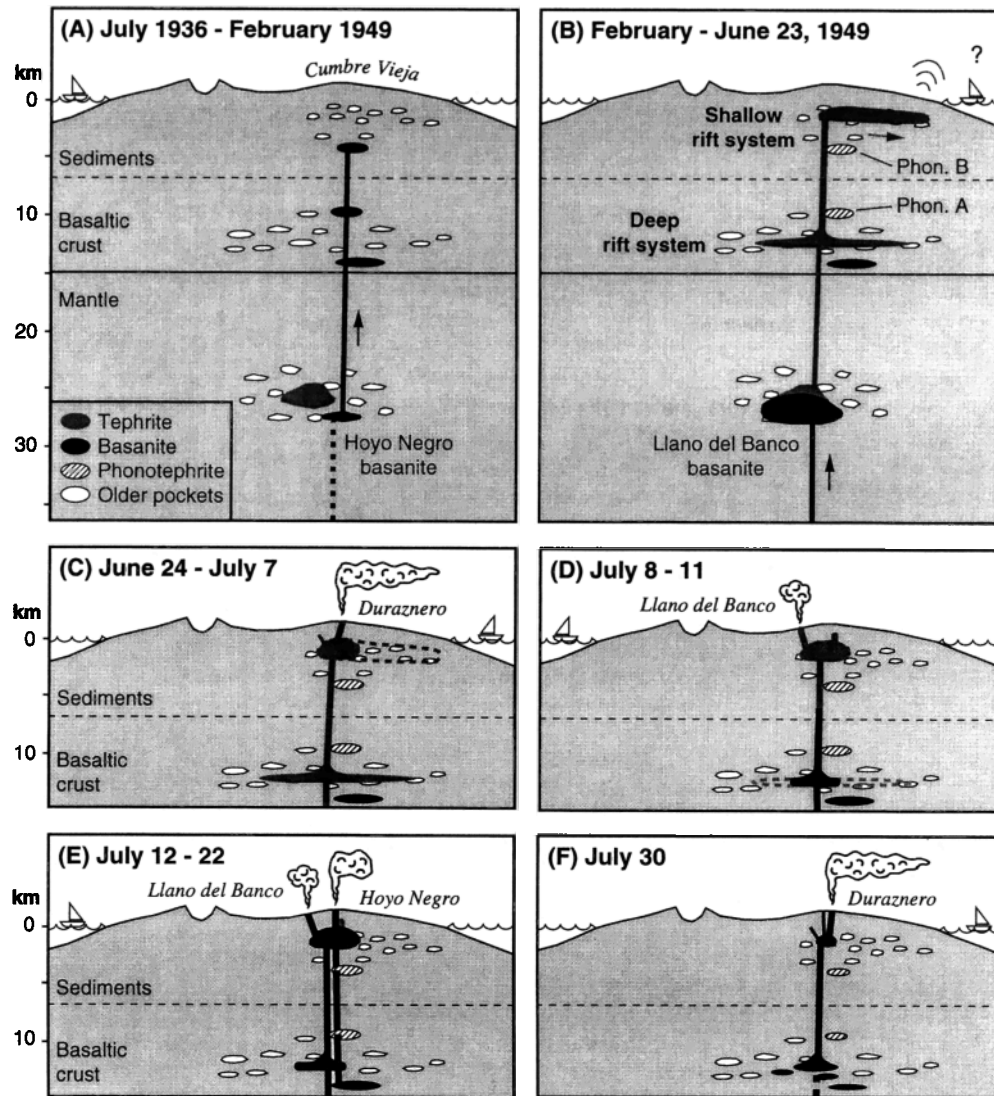 (A) July 1936 - February 1949
km
Cumbre Vieja
0
Sediments
10
Basaltic
crust
Mantle
20
30
Tephrite
Basanite
Phonotephrite
Older pockets
Hoyo Negro
basanite
(B) February - June 23, 1949
?
Shallow
rift system
Phon. B
Phon. A
Deep
rift system
Llano del Banco
basanite
(C) June 24 - July 7
km
Duraznero
0
Sediments
10
Basaltic
crust
(D) July 8 - 11
Llano del Banco
(E) July 12 - 22
km
Llano del Banco
Hoyo Negro
0
Sediments
10
Basaltic
crust
(F) July 30
Duraznero